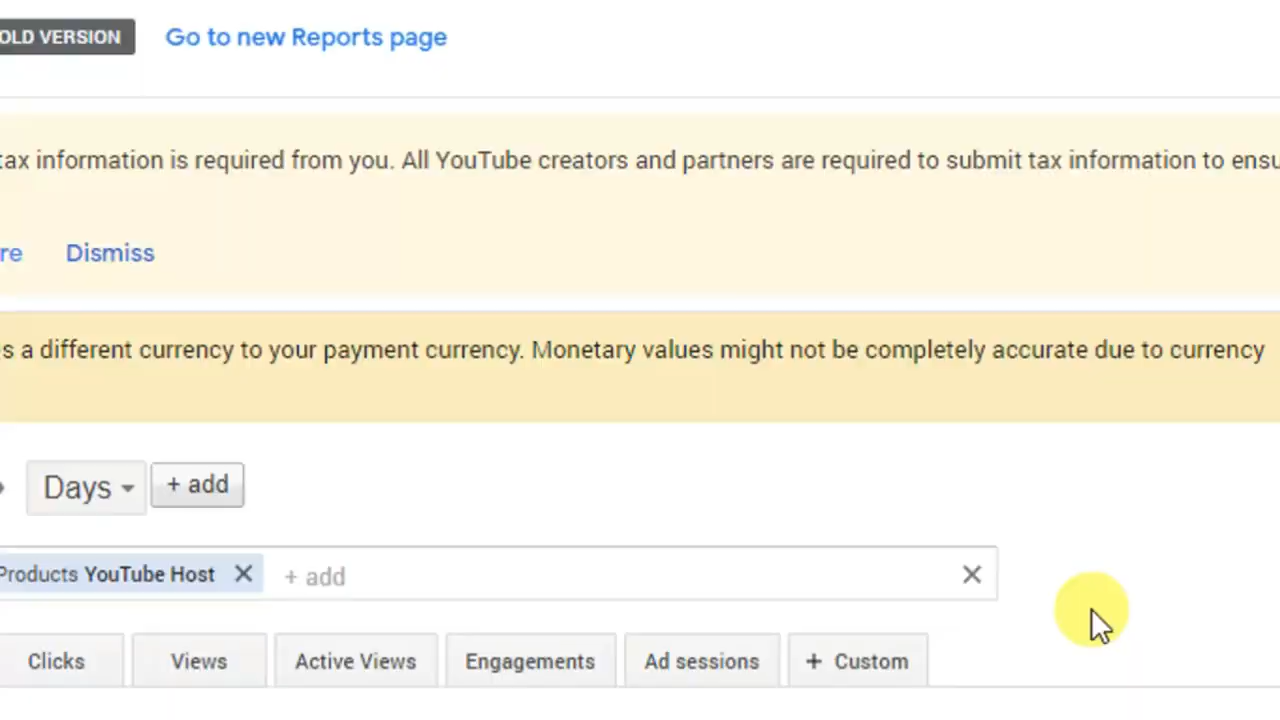 OLD VERSION Go to new Reports page
tax information is required from you. All YouTube creators and partners are required to submit tax information to ensu
re Dismiss
s a different currency to your payment currency. Monetary values might not be completely accurate due to currency
Days + add
Products YouTube Host + add
Clicks Views Active Views Engagements Ad sessions + Custom